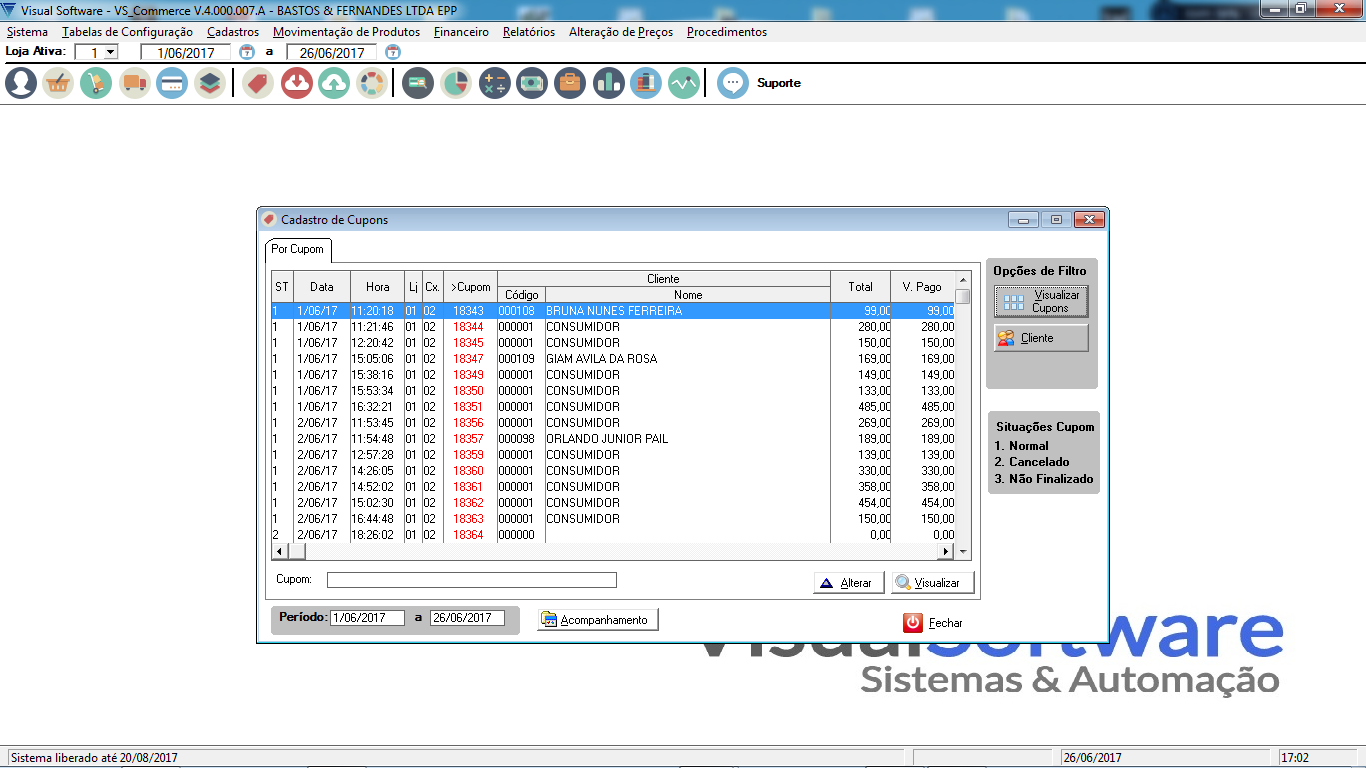 Visual Software - VS_Commerce V.4.000.007.A - BASTOS & FERNANDES LTDA EPP
Sistema Tabelas de Configuração Cadastros Movimentação de Produtos Financeiro Relatórios Alteração de Preços Procedimentos
Loja Ativa: 1 1/06/2017 a 26/06/2017
Suporte
Cadastro de Cupons
Por Cupom
ST Data Hora Lj Cx. >Cupom Cliente Total V. Pago
Código Nome
1 1/06/17 11:20:18 01 02 18343 000108 BRUNA NUNES FERREIRA 99,00 99,00
1 1/06/17 11:21:46 01 02 18344 000001 CONSUMIDOR 280,00 280,00
1 1/06/17 12:20:42 01 02 18345 000001 CONSUMIDOR 150,00 150,00
1 1/06/17 15:05:06 01 02 18347 000109 GIAM AVILA DA ROSA 169,00 169,00
1 1/06/17 15:38:16 01 02 18349 000001 CONSUMIDOR 149,00 149,00
1 1/06/17 15:53:34 01 02 18350 000001 CONSUMIDOR 133,00 133,00
1 1/06/17 16:32:21 01 02 18351 000001 CONSUMIDOR 485,00 485,00
1 2/06/17 11:53:45 01 02 18356 000001 CONSUMIDOR 269,00 269,00
1 2/06/17 11:54:48 01 02 18357 000098 ORLANDO JUNIOR PAIL 189,00 189,00
1 2/06/17 12:57:28 01 02 18359 000001 CONSUMIDOR 139,00 139,00
1 2/06/17 14:26:05 01 02 18360 000001 CONSUMIDOR 330,00 330,00
1 2/06/17 14:52:02 01 02 18361 000001 CONSUMIDOR 358,00 358,00
1 2/06/17 15:02:30 01 02 18362 000001 CONSUMIDOR 454,00 454,00
1 2/06/17 16:44:48 01 02 18363 000001 CONSUMIDOR 150,00 150,00
2 2/06/17 18:26:02 01 02 18364 000000 0,00 0,00
Opções de Filtro
Visualizar
Cupons
Cliente
Situações Cupom
1. Normal
2. Cancelado
3. Não Finalizado
Cupom: Alterar Visualizar
Período: 1/06/2017 a 26/06/2017 Acompanhamento Fechar
VisualSoftware
Sistemas & Automação
Sistema liberado até 20/08/2017 26/06/2017 17:02